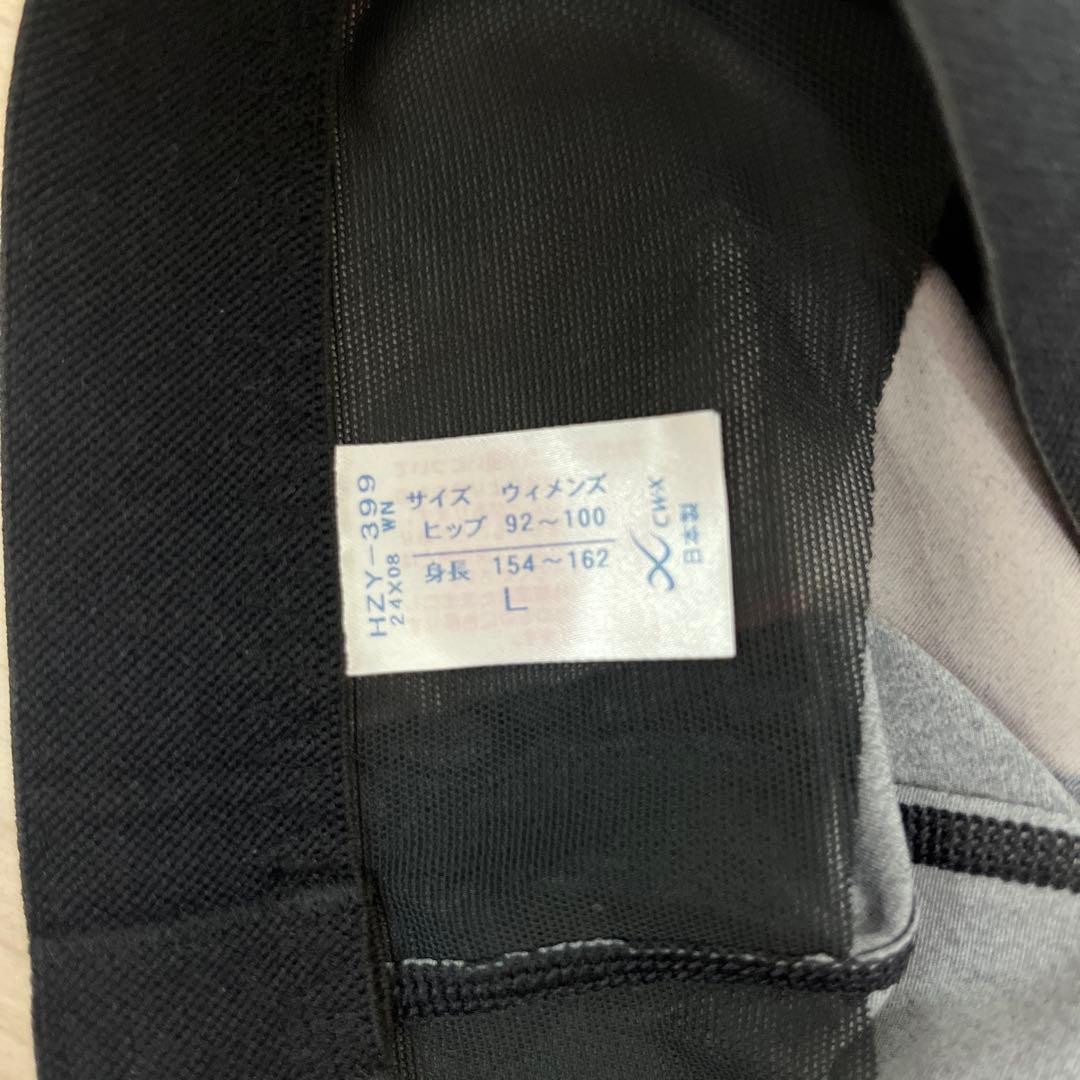 HZY-399
24X08 WN
サイズ ウィメンズ
ヒップ 92～100
身長 154～162
L
CW-X
日本製